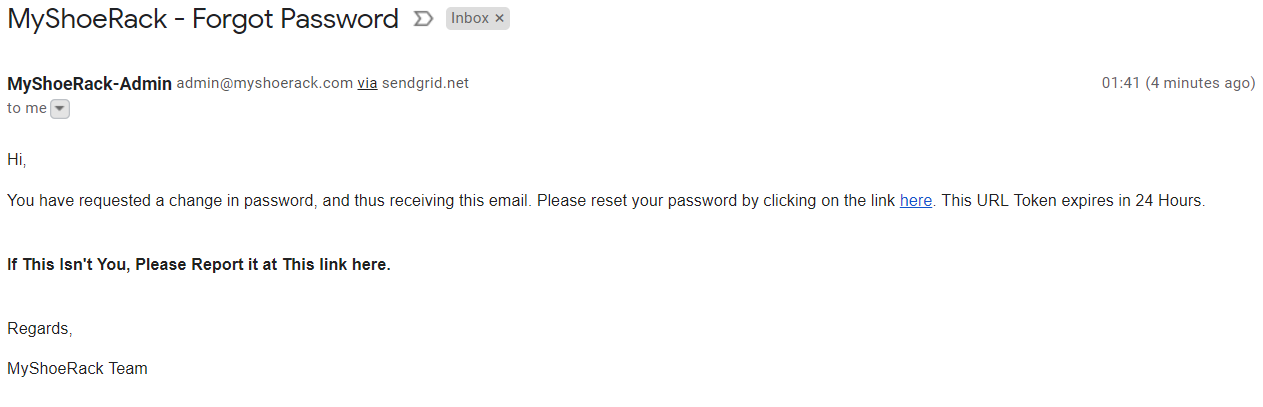 MyShoeRack - Forgot Password Inbox ×
MyShoeRack-Admin admin@myshoerack.com via sendgrid.net 01:41 (4 minutes ago)
to me
Hi,
You have requested a change in password, and thus receiving this email. Please reset your password by clicking on the link here. This URL Token expires in 24 Hours.
If This Isn't You, Please Report it at This link here.
Regards,
MyShoeRack Team